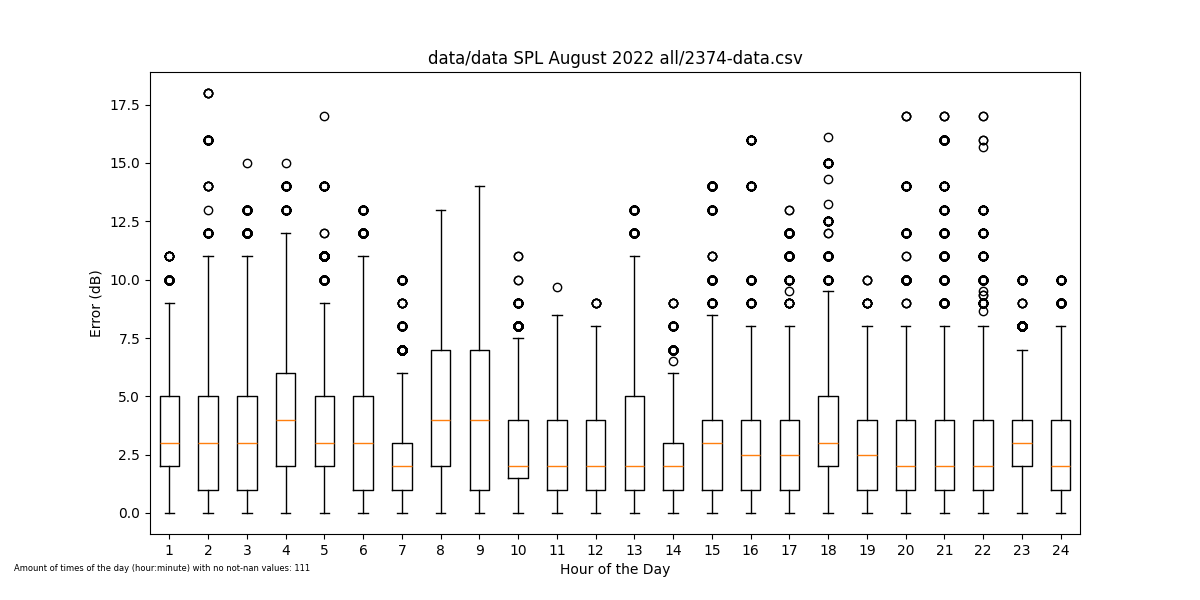 data/data SPL August 2022 all/2374-data.csv
17.5
15.0
12.5
10.0
7.5
5.0
2.5
0.0
Error (dB)
1 2 3 4 5 6 7 8 9 10 11 12 13 14 15 16 17 18 19 20 21 22 23 24
Hour of the Day
Amount of times of the day (hour:minute) with no not-nan values: 111